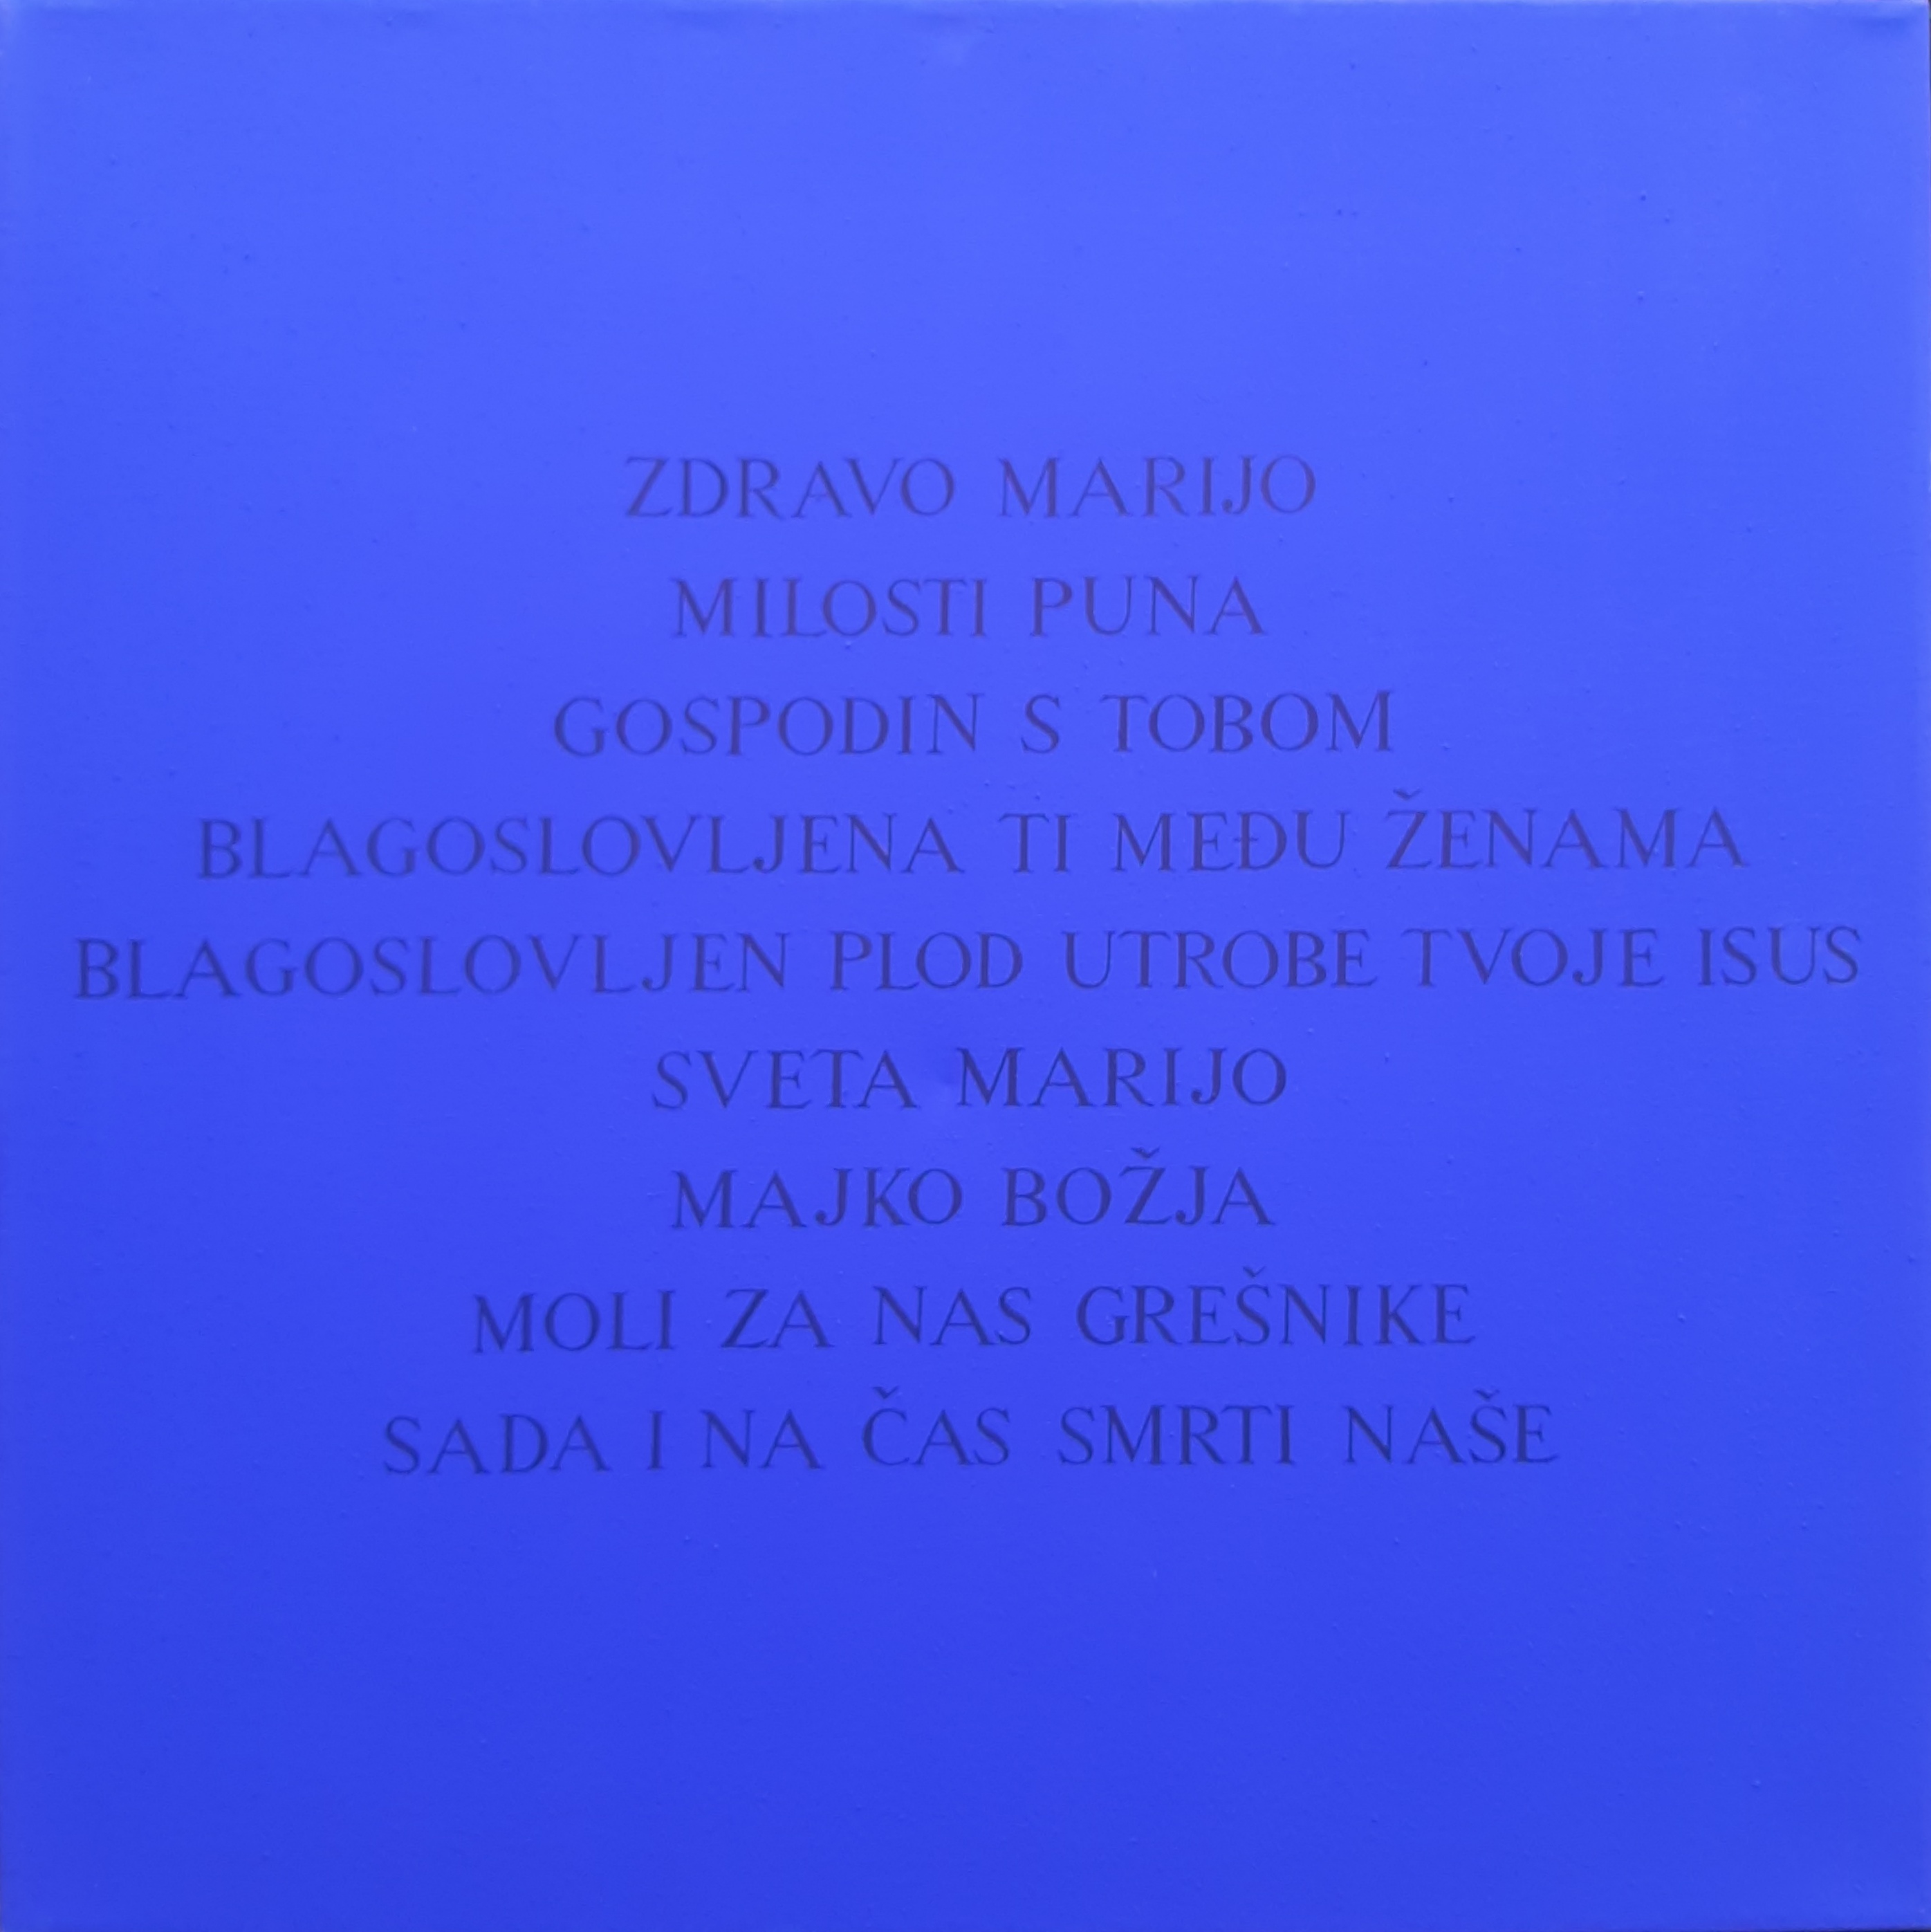 ZDRAVO MARIJO
MILOSTI PUNA
GOSPODIN S TOBOM
BLAGOSLOVLJENA TI MEĐU ŽENAMA
BLAGOSLOVLJEN PLOD UTROBE TVOJE ISUS
SVETA MARIJO
MAJKO BOŽJA
MOLI ZA NAS GREŠNIKE
SADA I NA ČAS SMRTI NAŠE